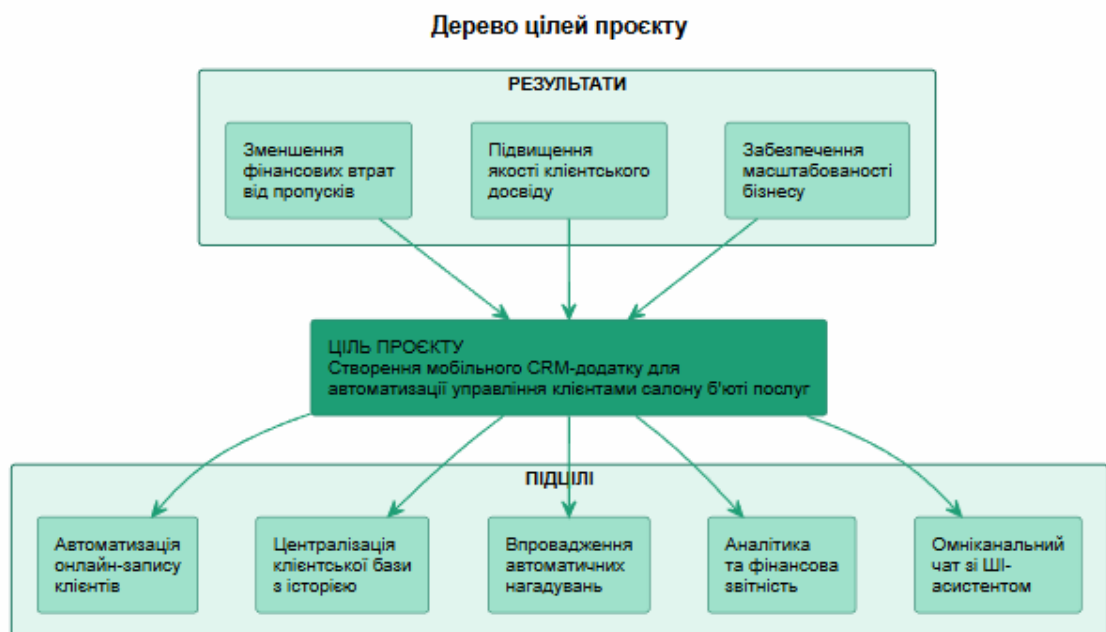 Дерево цілей проєкту
РЕЗУЛЬТАТИ
Зменшення
фінансових втрат
від пропусків
Підвищення
якості клієнтського
досвіду
Забезпечення
масштабованості
бізнесу
ЦІЛЬ ПРОЄКТУ
Створення мобільного CRM-додатку для
автоматизації управління клієнтами салону б'юті послуг
ПІДЦІЛІ
Автоматизація
онлайн-запису
клієнтів
Централізація
клієнтської бази
з історією
Впровадження
автоматичних
нагадувань
Аналітика
та фінансова
звітність
Омніканальний
чат зі ШІ-
асистентом